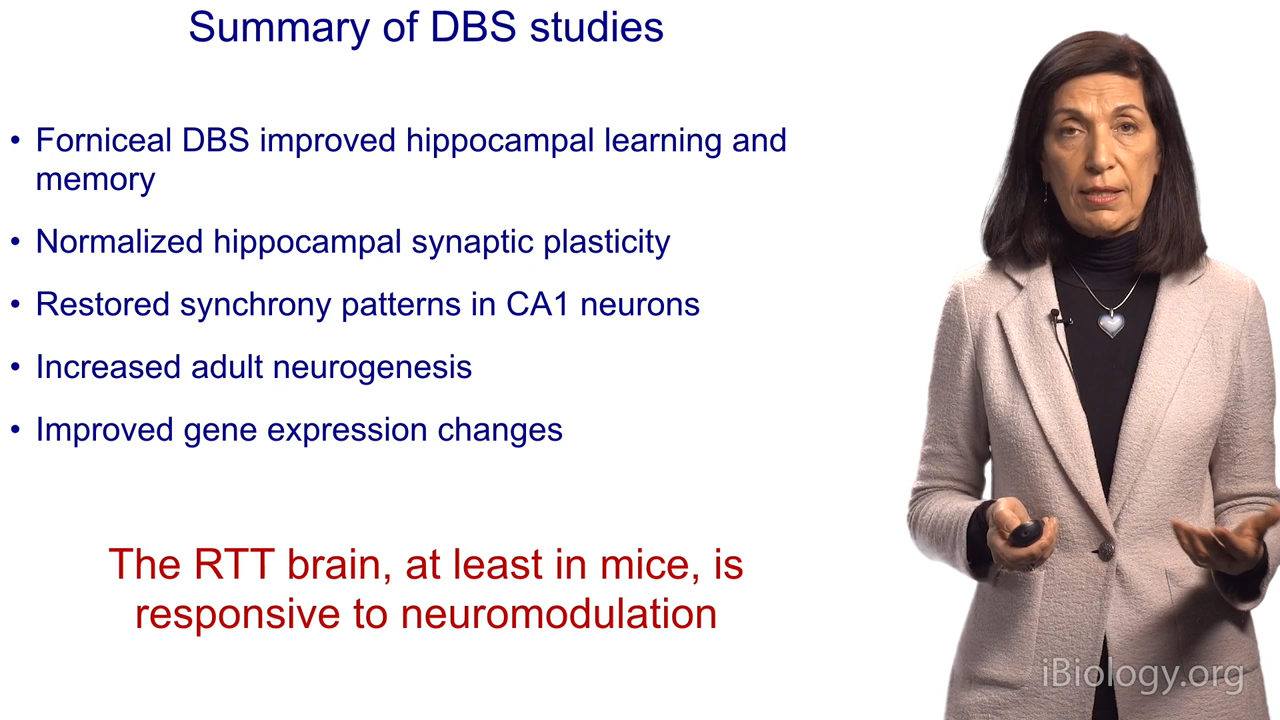 Summary of DBS studies
• Forniceal DBS improved hippocampal learning and
memory
• Normalized hippocampal synaptic plasticity
• Restored synchrony patterns in CA1 neurons
• Increased adult neurogenesis
• Improved gene expression changes
The RTT brain, at least in mice, is
responsive to neuromodulation
iBiology.org